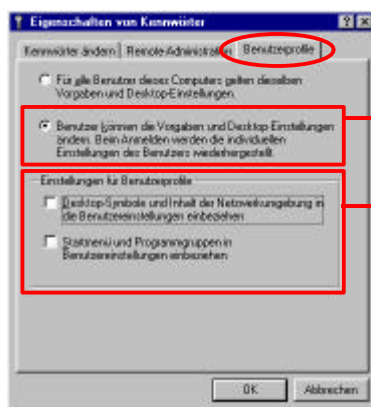 Eigenschaften von Kennwörter
Kennwörter ändern
Remote-Administration
Benutzerprofile
Für alle Benutzer dieses Computers gelten dieselben
Vorgaben und Desktop-Einstellungen.
Benutzer können die Vorgaben und Desktop-Einstellungen
ändern. Beim Anmelden werden die individuellen
Einstellungen des Benutzers wiederhergestellt.
Einstellungen für Benutzerprofile
Desktop-Symbole und Inhalt der Netzwerkumgebung in
die Benutzereinstellungen einbeziehen
Startmenü und Programmgruppen in
Benutzereinstellungen einbeziehen
OK
Abbrechen